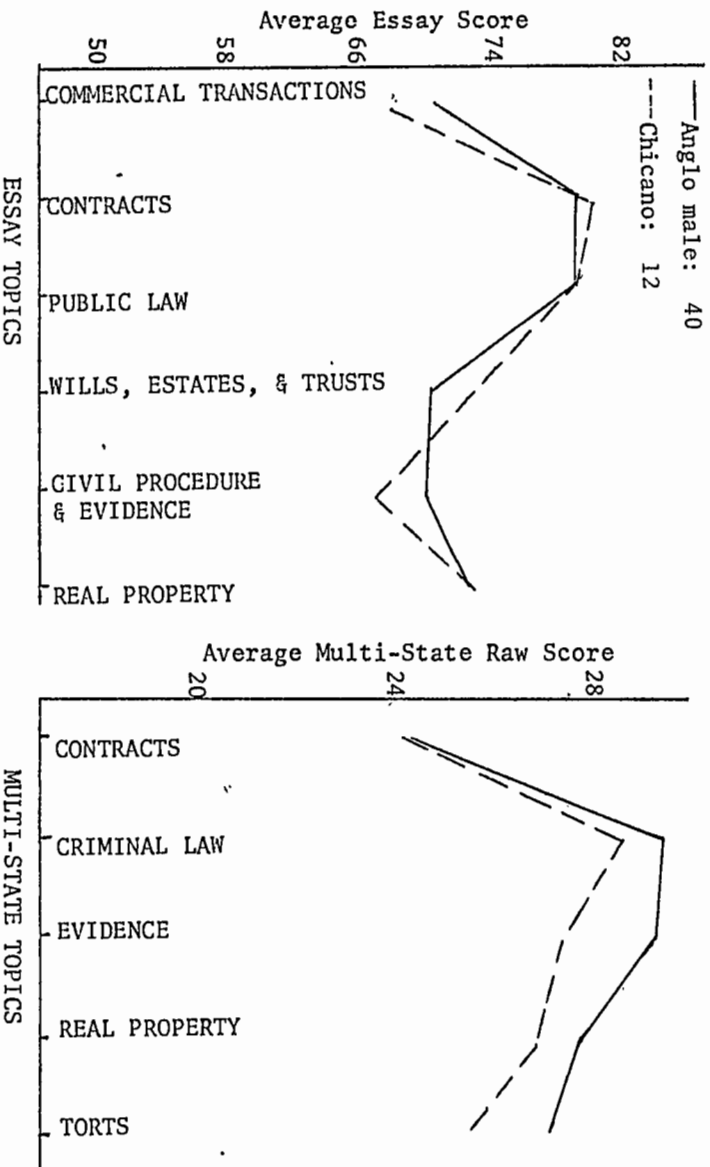 Average Essay Score
50 58 66 74 82
Anglo male: 40
Chicano: 12
COMMERCIAL TRANSACTIONS
CONTRACTS
PUBLIC LAW
WILLS, ESTATES, & TRUSTS
CIVIL PROCEDURE
& EVIDENCE
REAL PROPERTY
ESSAY TOPICS
Average Multi-State Raw Score
20 24 28
CONTRACTS
CRIMINAL LAW
EVIDENCE
REAL PROPERTY
TORTS
MULTI-STATE TOPICS